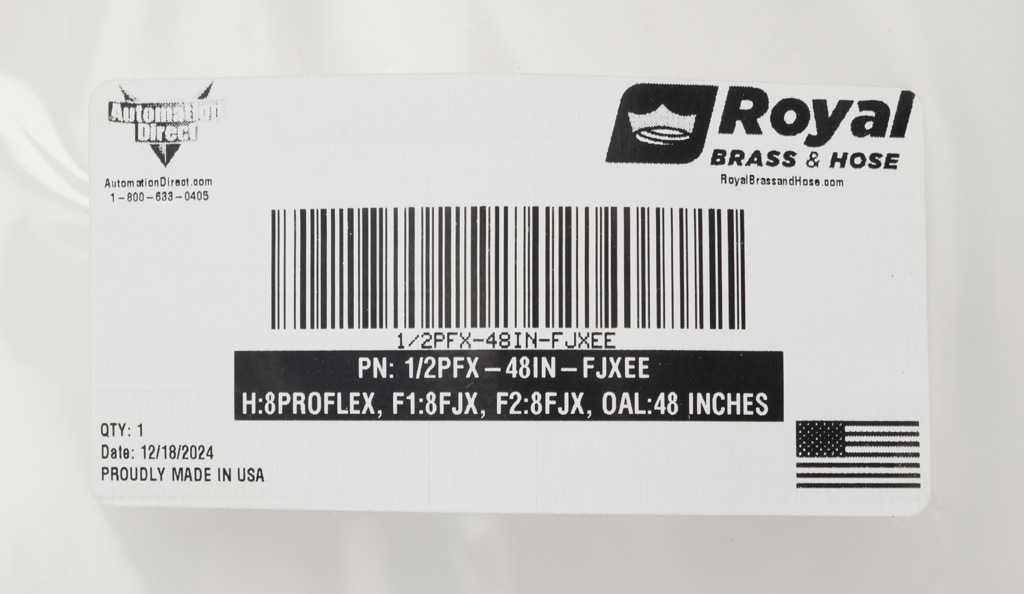 Automation
Direct
AutomationDirect.com
1-800-633-0405
Royal
BRASS & HOSE
RoyalBrassandHose.com
1/2PFX-48IN-FJXEE
PN: 1/2PFX-48IN-FJXEE
H:8PROFLEX, F1:8FJX, F2:8FJX, OAL:48 INCHES
QTY: 1
Date: 12/18/2024
PROUDLY MADE IN USA